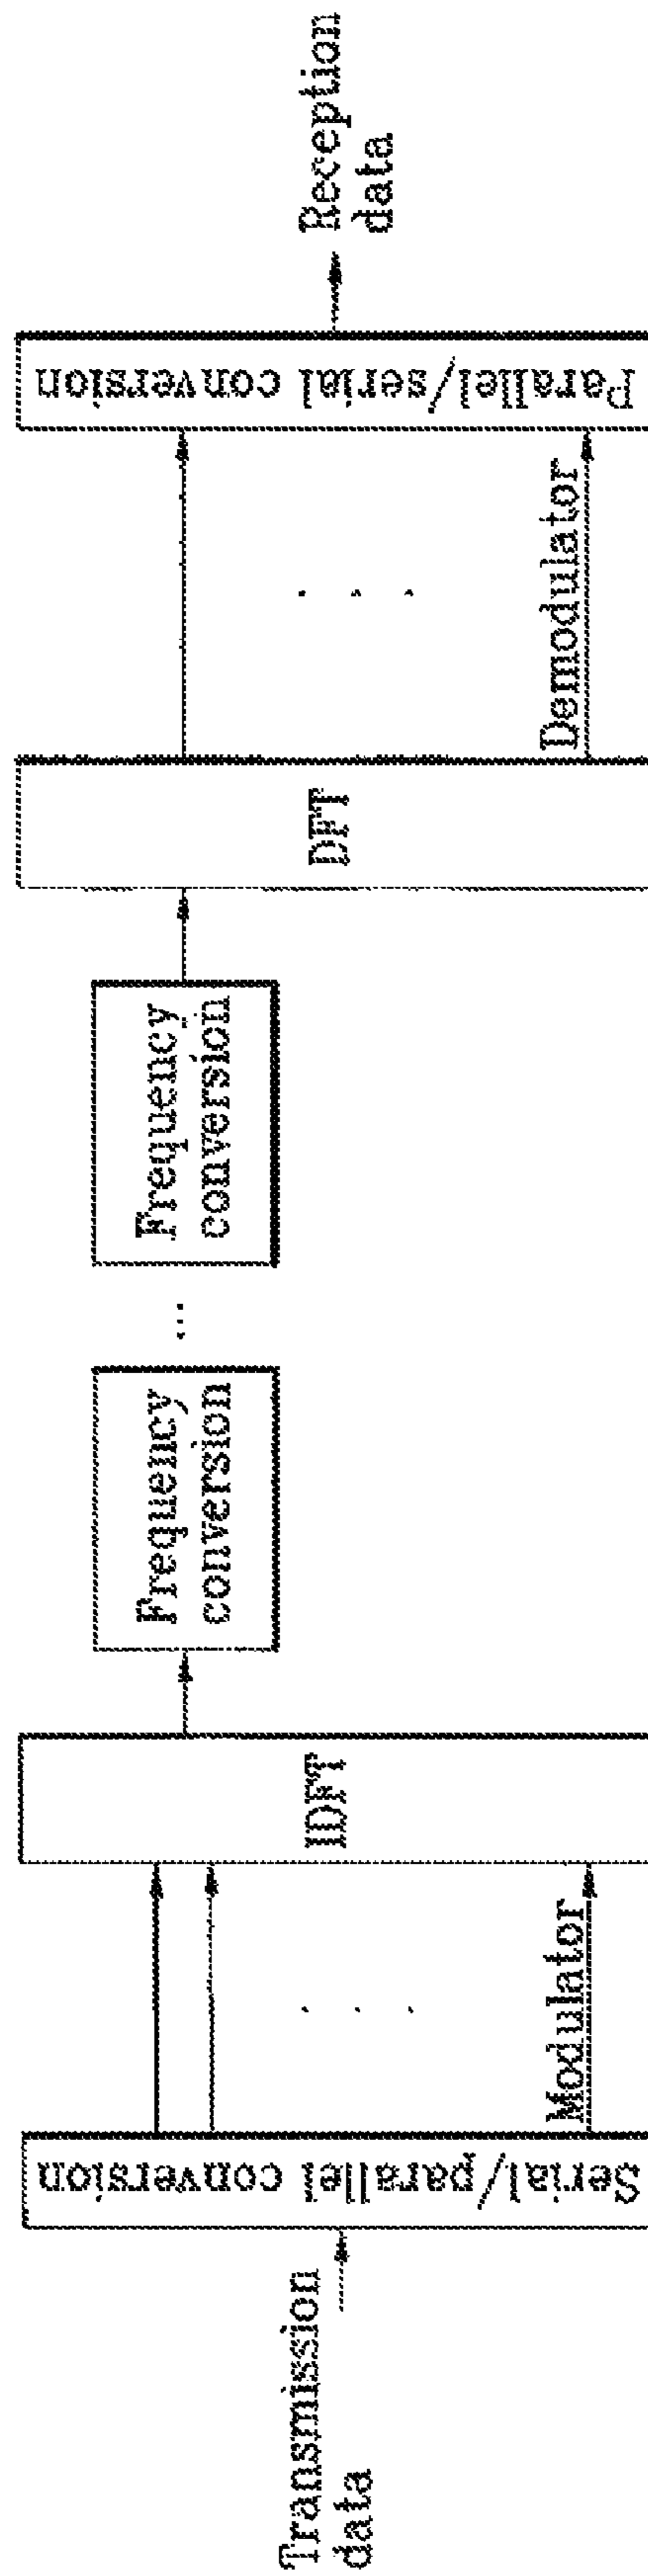 Transmission
data
Serial/parallel conversion
Modulator
IDFT
Frequency
conversion
...
Frequency
conversion
DFT
Demodulator
Parallel/serial conversion
Reception
data